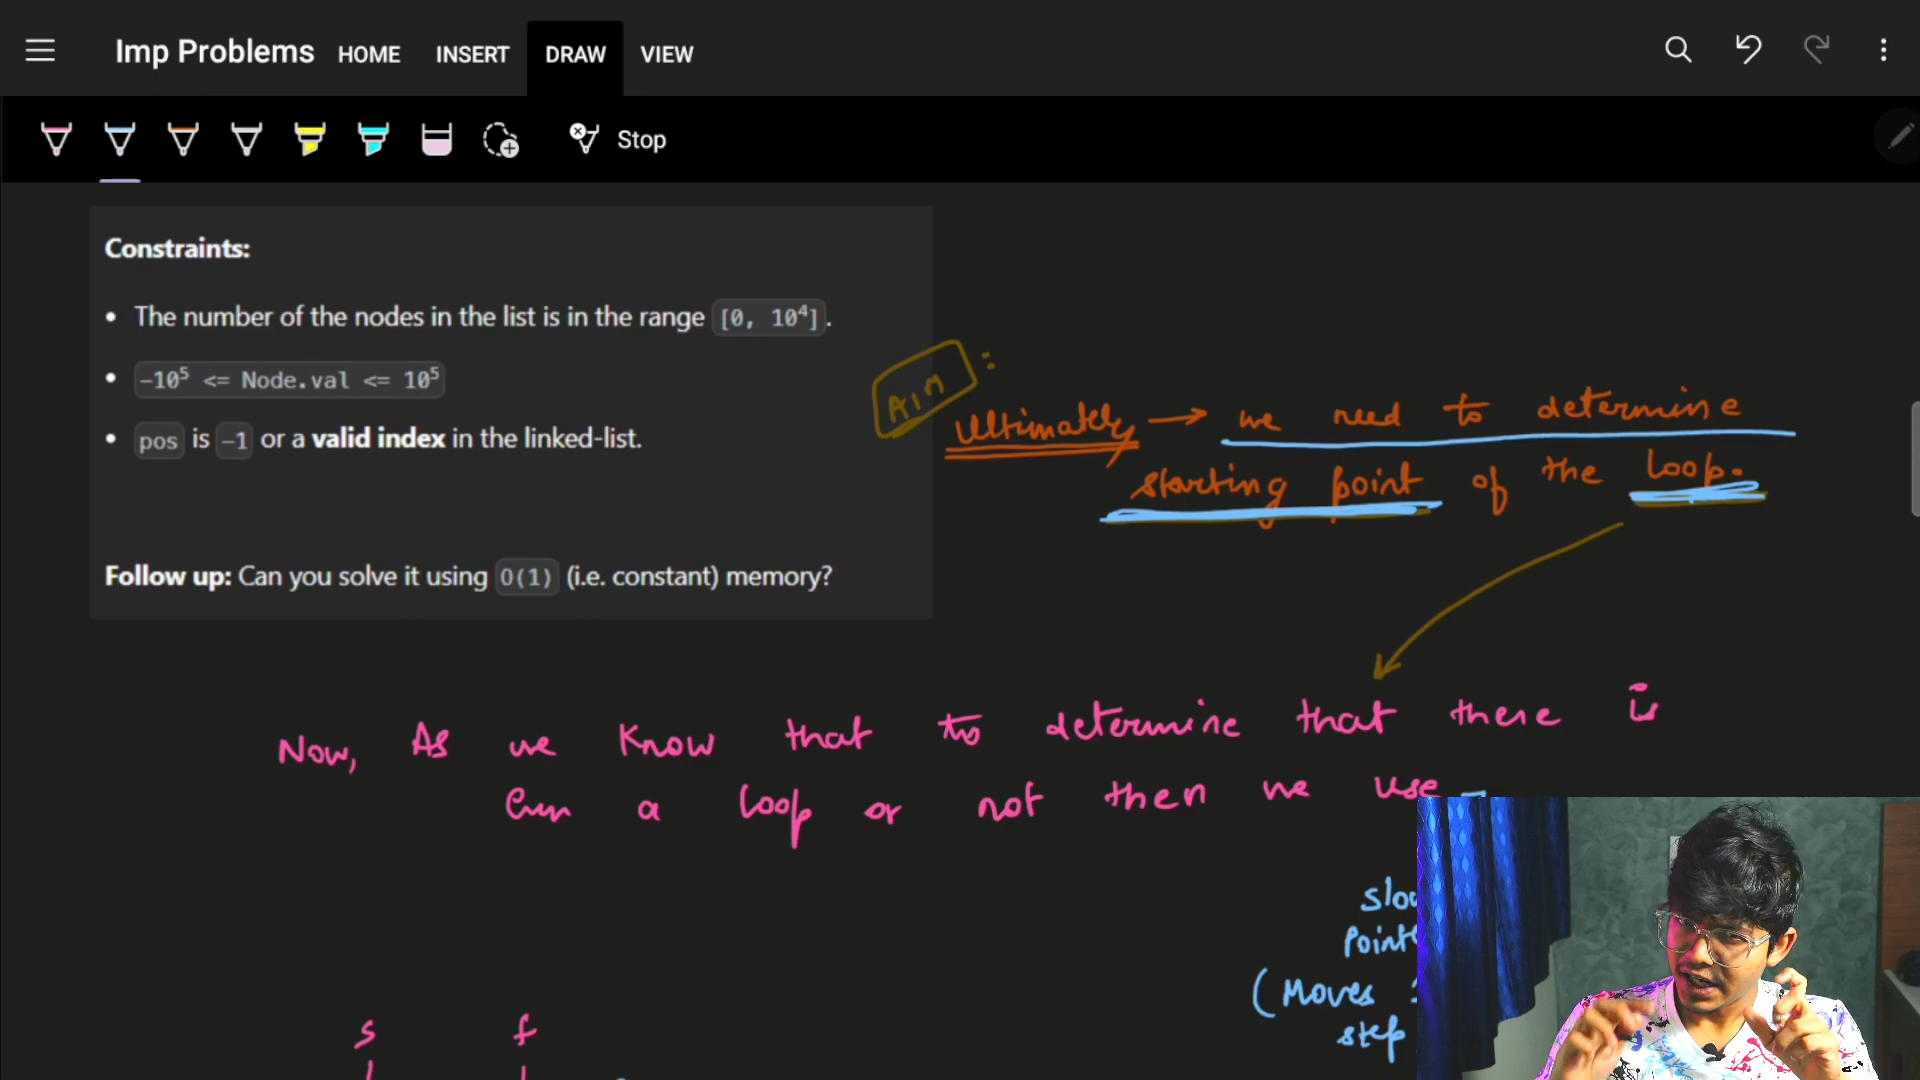 Imp Problems HOME INSERT DRAW VIEW
Stop
Constraints:
• The number of the nodes in the list is in the range [0, 10⁴].
• -10⁵ <= Node.val <= 10⁵
• pos is -1 or a valid index in the linked-list.
Follow up: Can you solve it using O(1) (i.e. constant) memory?
AIM :
Ultimately → we need to determine
starting point of the loop.
Now, As we know that to determine that there is
a loop or not then we use -
(Moves
step
s f